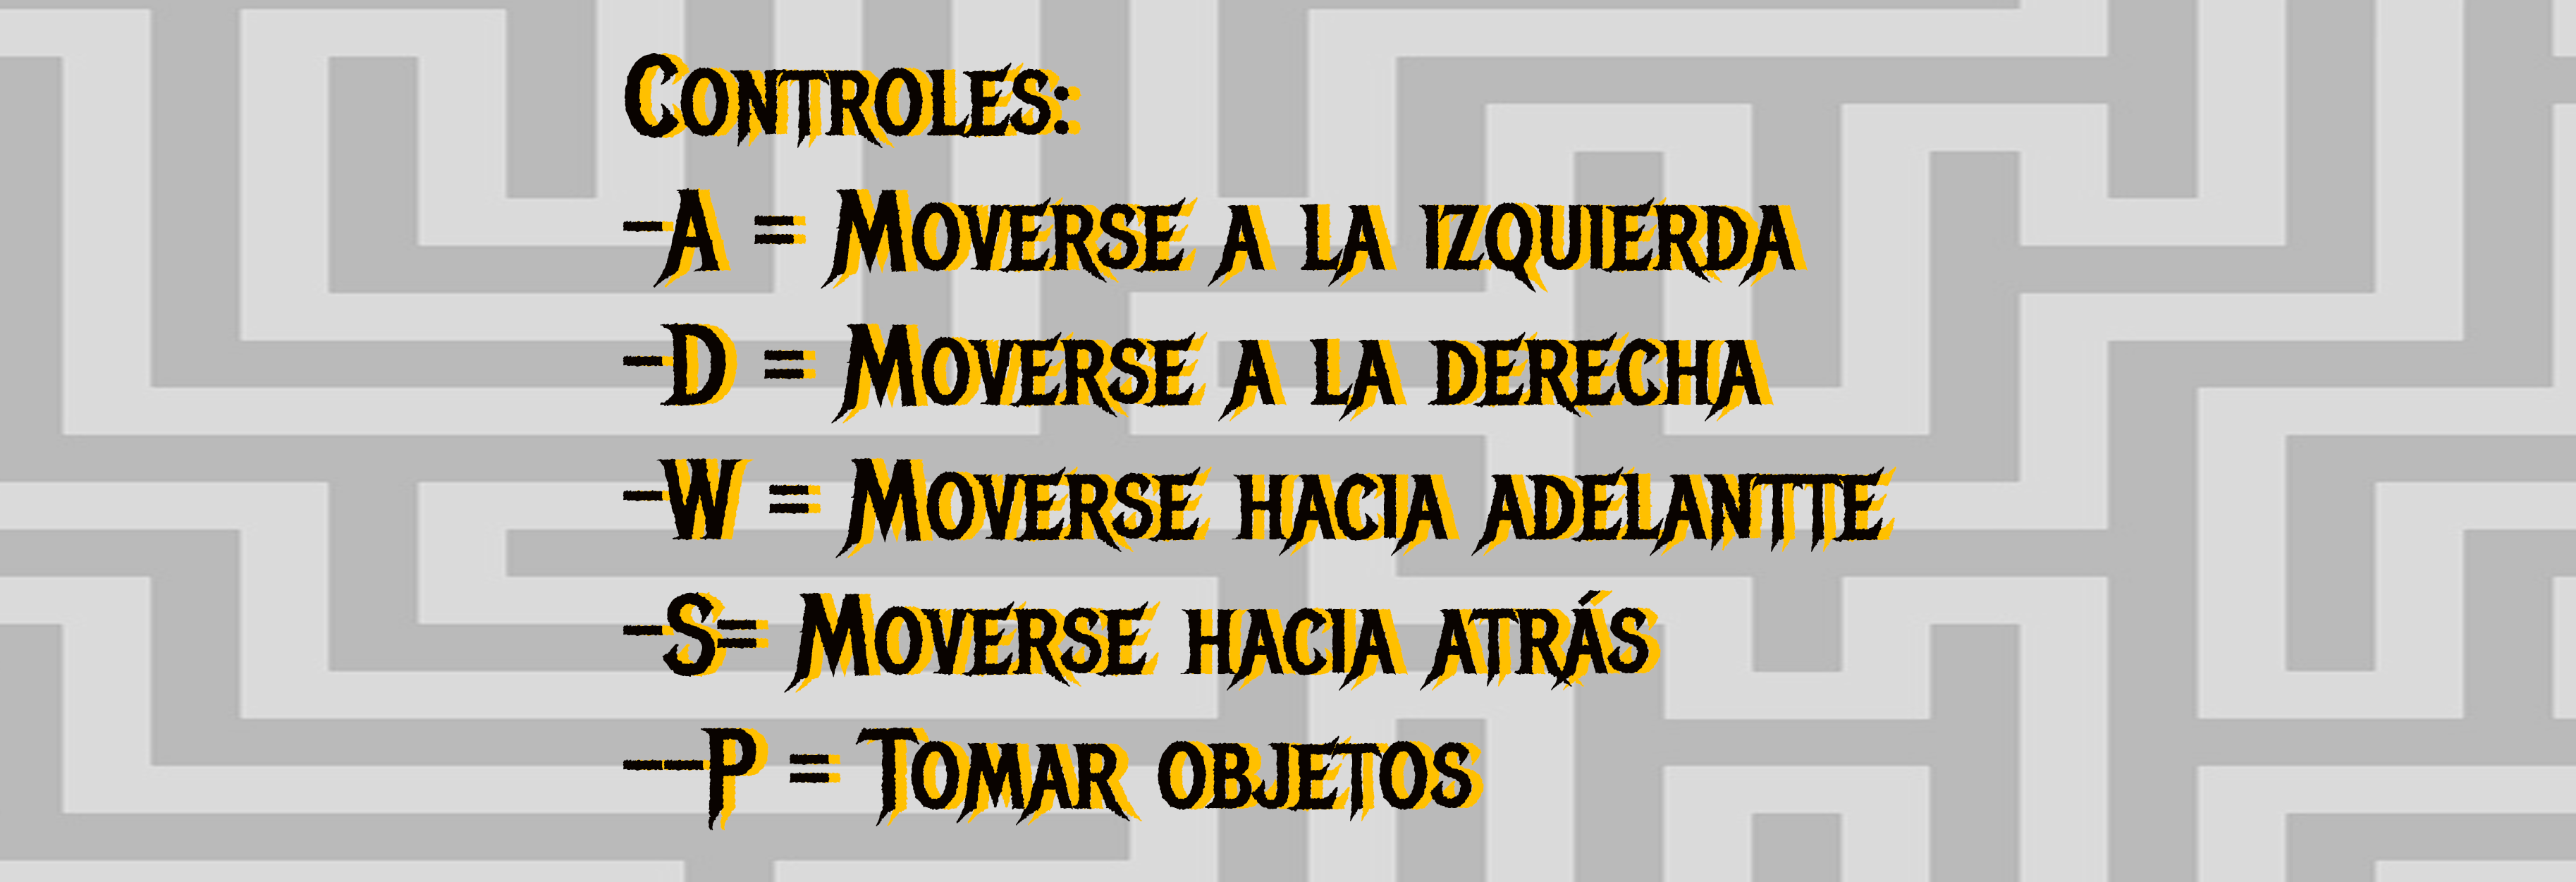 Controles:
-A = Moverse a la izquierda
-D = Moverse a la derecha
-W = Moverse hacia adelantte
-S= Moverse hacia atrás
--P = Tomar objetos